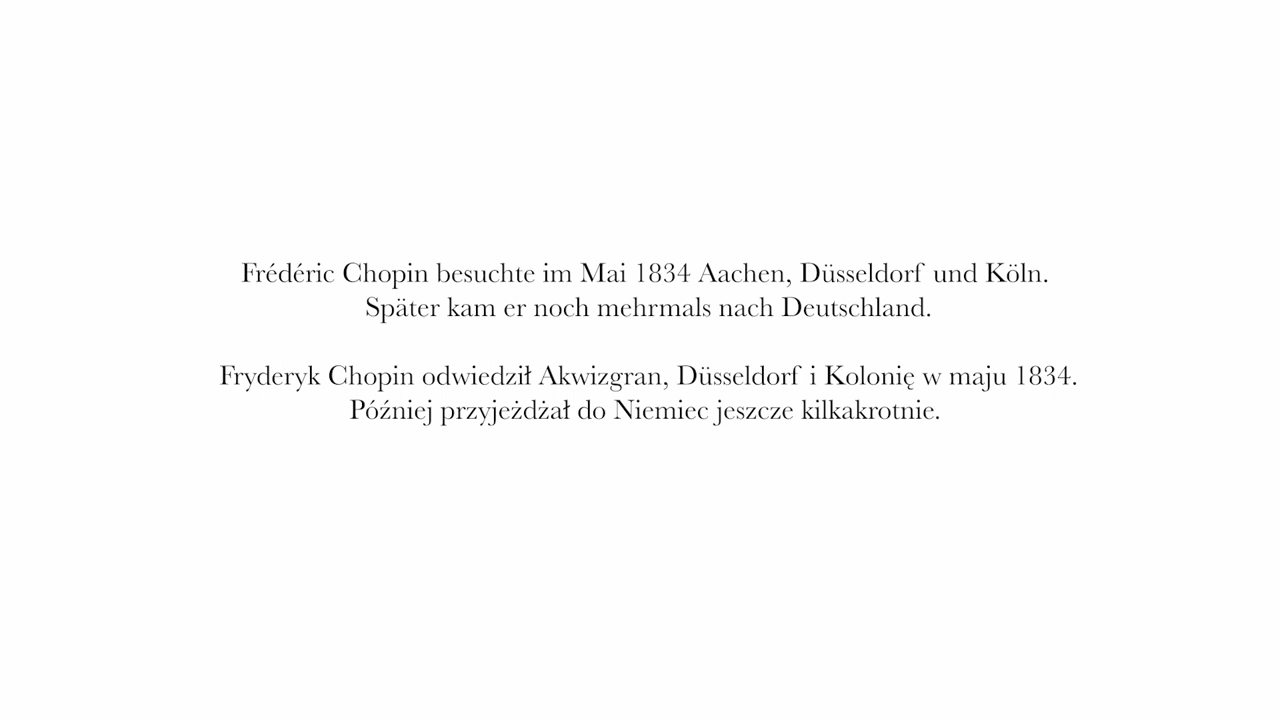 Frédéric Chopin besuchte im Mai 1834 Aachen, Düsseldorf und Köln.
Später kam er noch mehrmals nach Deutschland.
Fryderyk Chopin odwiedził Akwizgran, Düsseldorf i Kolonię w maju 1834.
Później przyjeżdżał do Niemiec jeszcze kilkakrotnie.